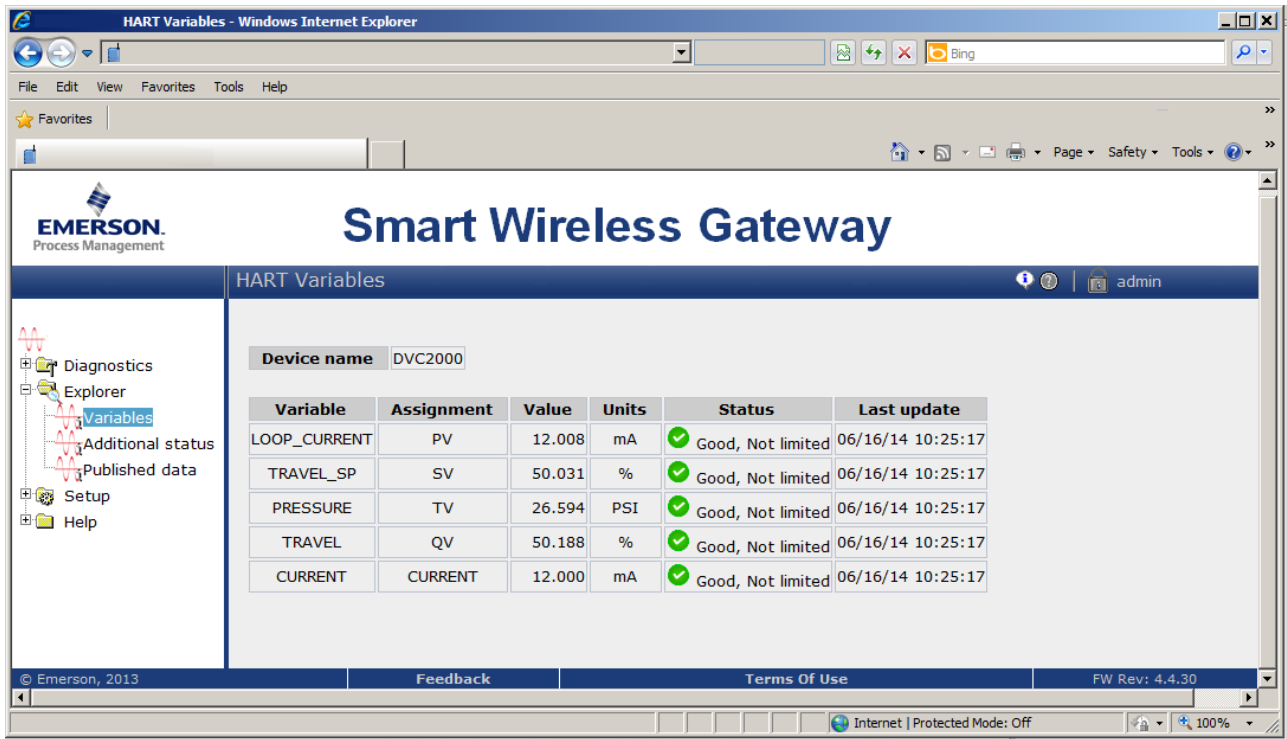 HART Variables - Windows Internet Explorer
Bing
File Edit View Favorites Tools Help
Favorites
Page Safety Tools
EMERSON.
Process Management
Smart Wireless Gateway
HART Variables
admin
Diagnostics
Explorer
Variables
Additional status
Published data
Setup
Help
Device name DVC2000
Variable Assignment Value Units Status Last update
LOOP_CURRENT PV 12.008 mA Good, Not limited 06/16/14 10:25:17
TRAVEL_SP SV 50.031 % Good, Not limited 06/16/14 10:25:17
PRESSURE TV 26.594 PSI Good, Not limited 06/16/14 10:25:17
TRAVEL QV 50.188 % Good, Not limited 06/16/14 10:25:17
CURRENT CURRENT 12.000 mA Good, Not limited 06/16/14 10:25:17
© Emerson, 2013 Feedback Terms Of Use FW Rev: 4.4.30
Internet | Protected Mode: Off 100%